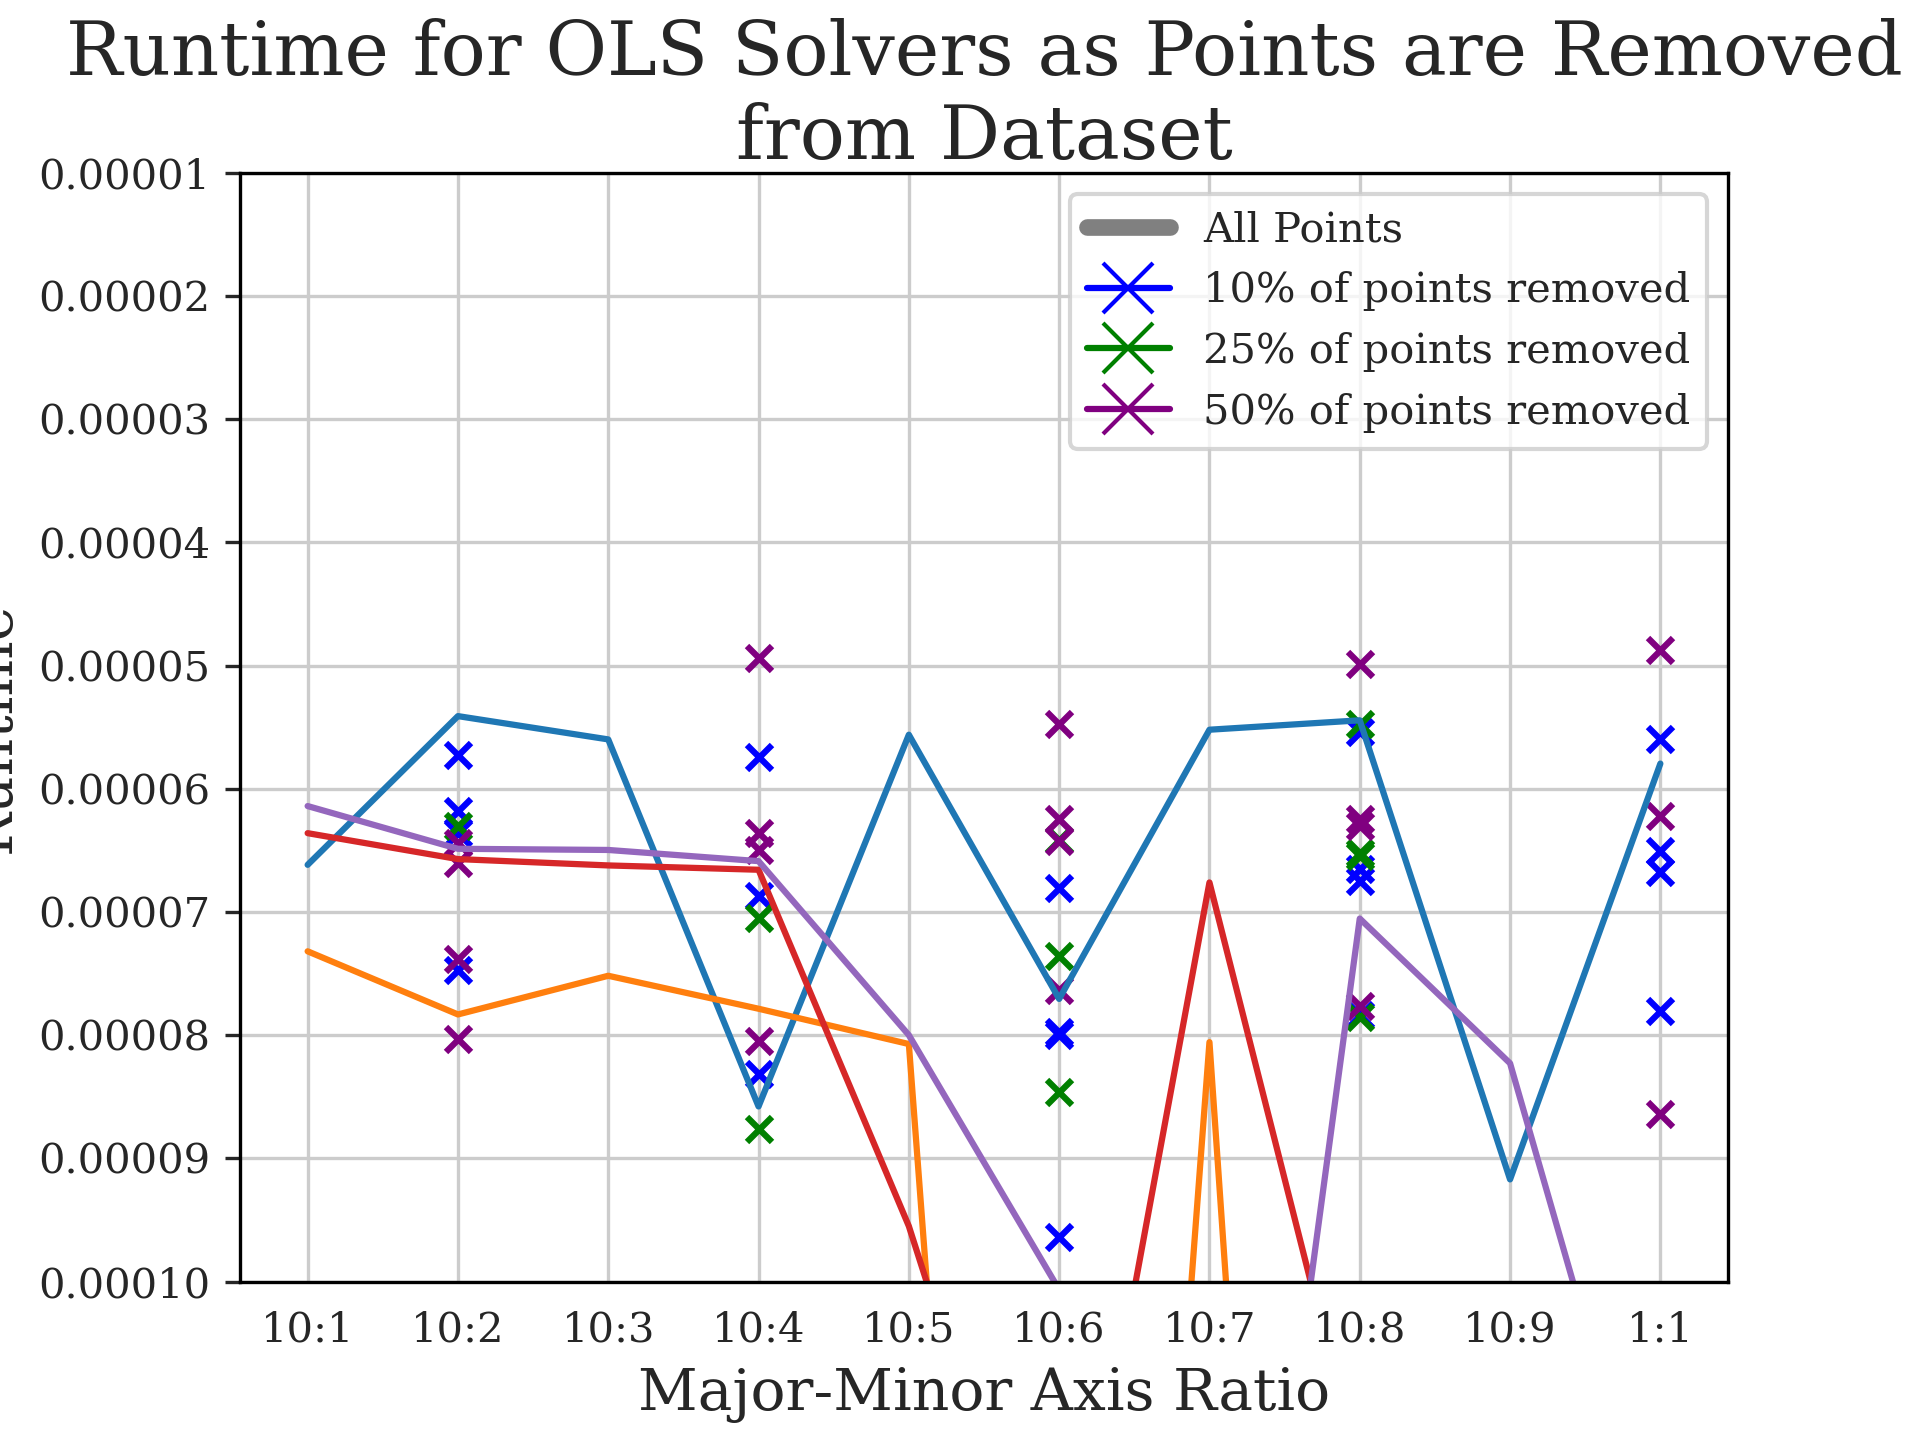 Runtime for OLS Solvers as Points are Removed
from Dataset
0.00001
0.00002
0.00003
0.00004
0.00005
0.00006
0.00007
0.00008
0.00009
0.00010
Runtime
All Points
10% of points removed
25% of points removed
50% of points removed
10:1 10:2 10:3 10:4 10:5 10:6 10:7 10:8 10:9 1:1
Major-Minor Axis Ratio